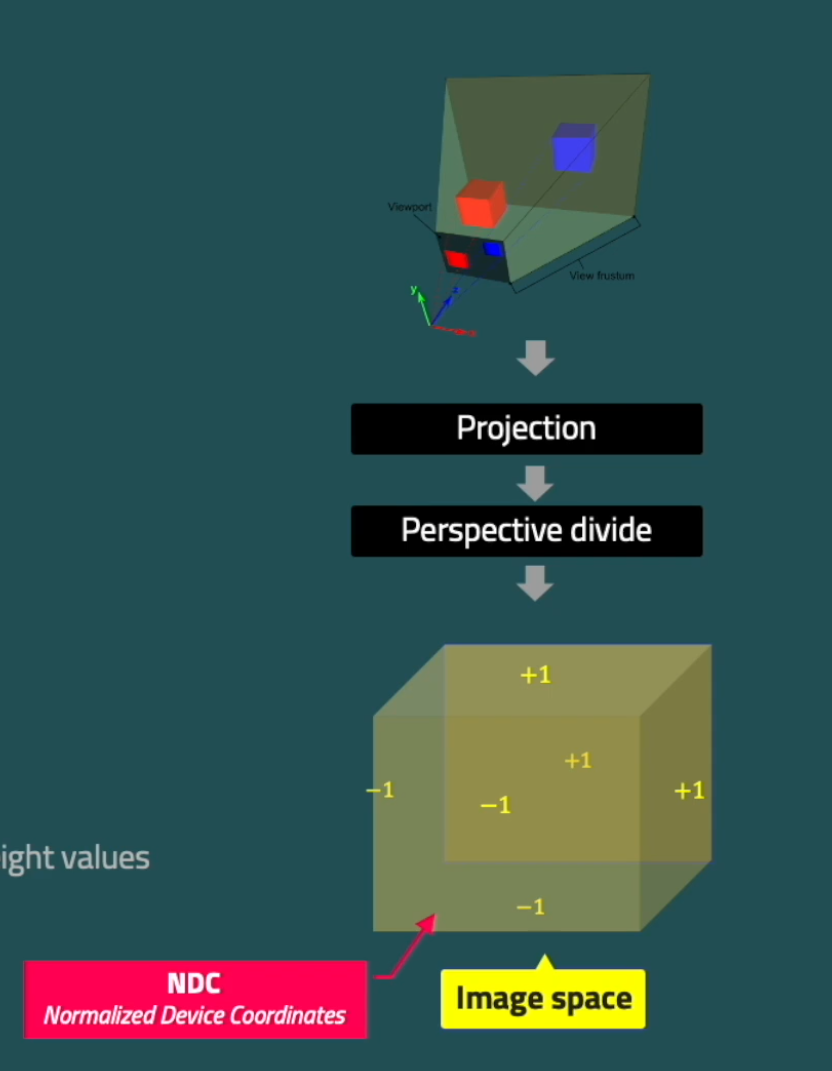 Viewport
View frustum
y
z
x
Projection
Perspective divide
+1
+1
−1
−1
+1
−1
ight values
NDC
Normalized Device Coordinates
Image space